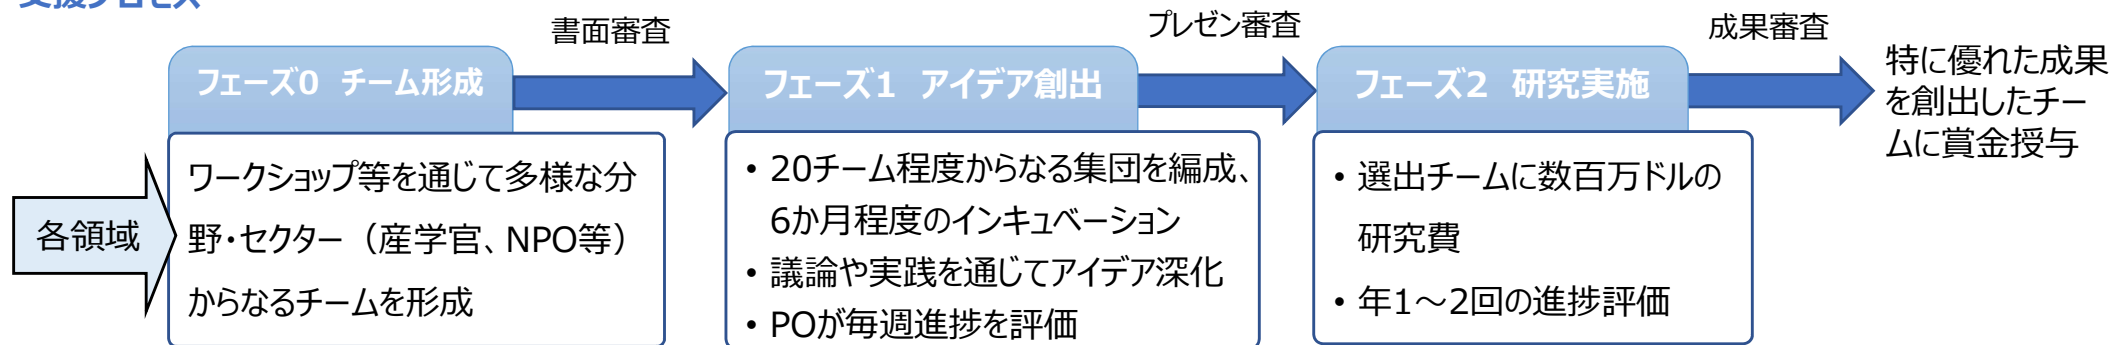 支援プロセス
書面審査
プレゼン審査
成果審査
フェーズ0 チーム形成
フェーズ1 アイデア創出
フェーズ2 研究実施
特に優れた成果
を創出したチー
ムに賞金授与
各領域
ワークショップ等を通じて多様な分
野・セクター（産学官、NPO等）
からなるチームを形成
• 20チーム程度からなる集団を編成、
6か月程度のインキュベーション
• 議論や実践を通じてアイデア深化
• POが毎週進捗を評価
• 選出チームに数百万ドルの
研究費
• 年1～2回の進捗評価